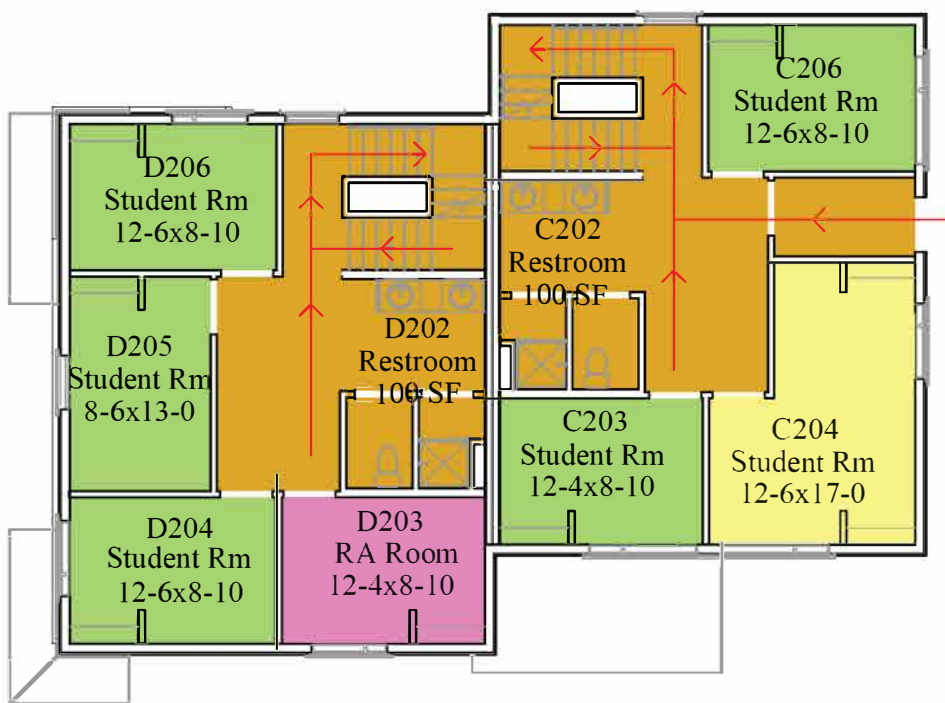 C206
Student Rm
12-6x8-10
D206
Student Rm
12-6x8-10
C202
Restroom
100 SF
D205
Student Rm
8-6x13-0
D202
Restroom
100 SF
C203
Student Rm
12-4x8-10
C204
Student Rm
12-6x17-0
D204
Student Rm
12-6x8-10
D203
RA Room
12-4x8-10